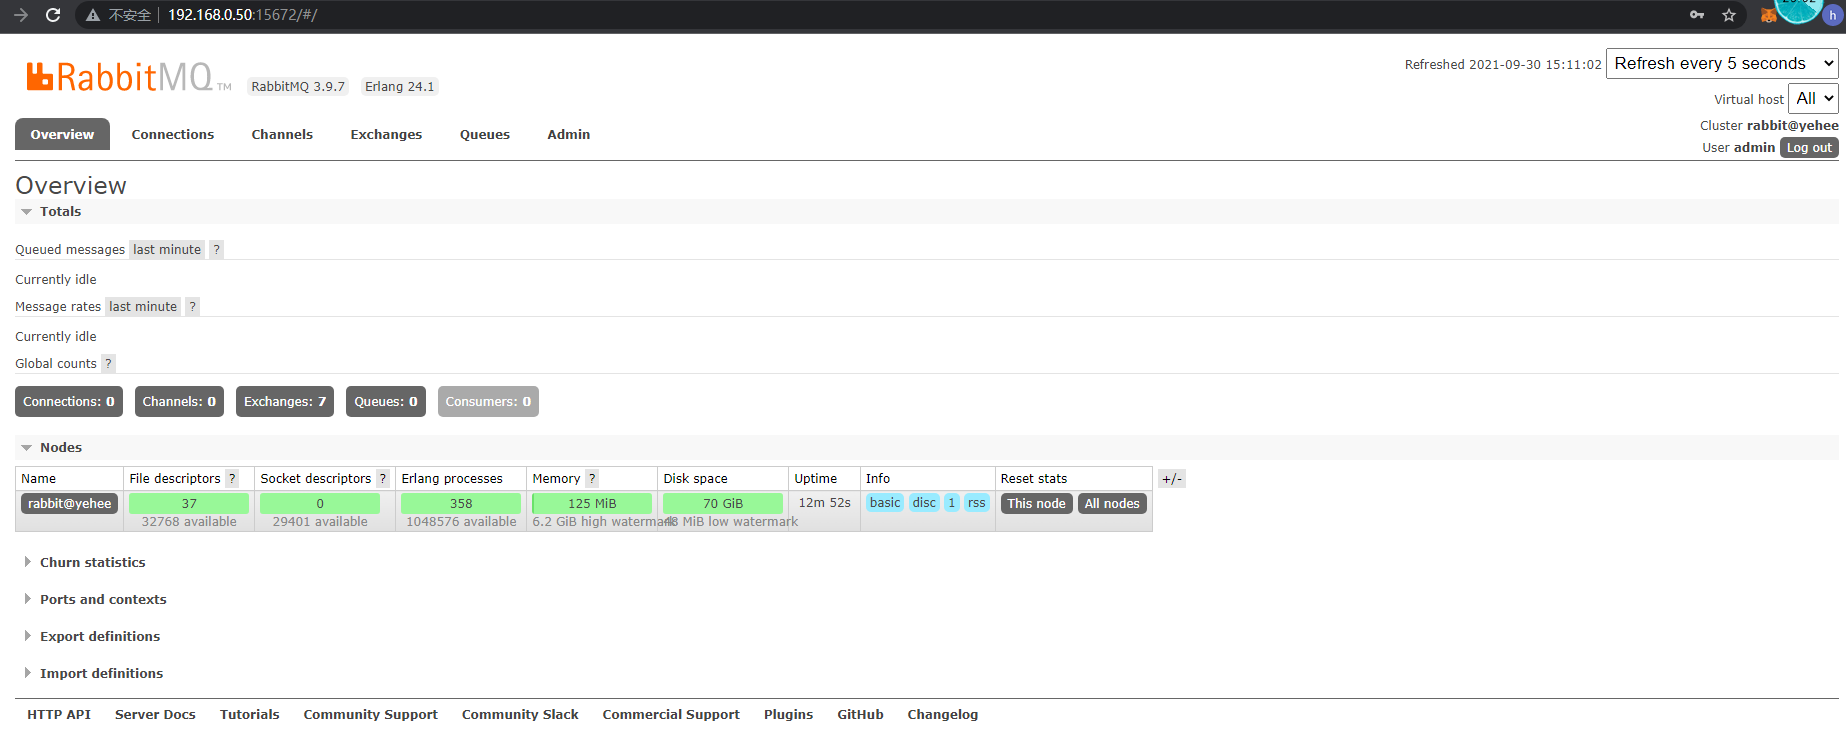 不安全 192.168.0.50:15672/#/
h
RabbitMQ TM RabbitMQ 3.9.7 Erlang 24.1
Refreshed 2021-09-30 15:11:02 Refresh every 5 seconds
Virtual host All
Cluster rabbit@yehee
User admin Log out
Overview Connections Channels Exchanges Queues Admin
Overview
Totals
Queued messages last minute ?
Currently idle
Message rates last minute ?
Currently idle
Global counts ?
Connections: 0 Channels: 0 Exchanges: 7 Queues: 0 Consumers: 0
Nodes
Name File descriptors ? Socket descriptors ? Erlang processes Memory ? Disk space Uptime Info Reset stats +/-
rabbit@yehee 37 0 358 125 MiB 70 GiB 12m 52s basic disc 1 rss This node All nodes
32768 available 29401 available 1048576 available 6.2 GiB high watermark 48 MiB low watermark
Churn statistics
Ports and contexts
Export definitions
Import definitions
HTTP API Server Docs Tutorials Community Support Community Slack Commercial Support Plugins GitHub Changelog